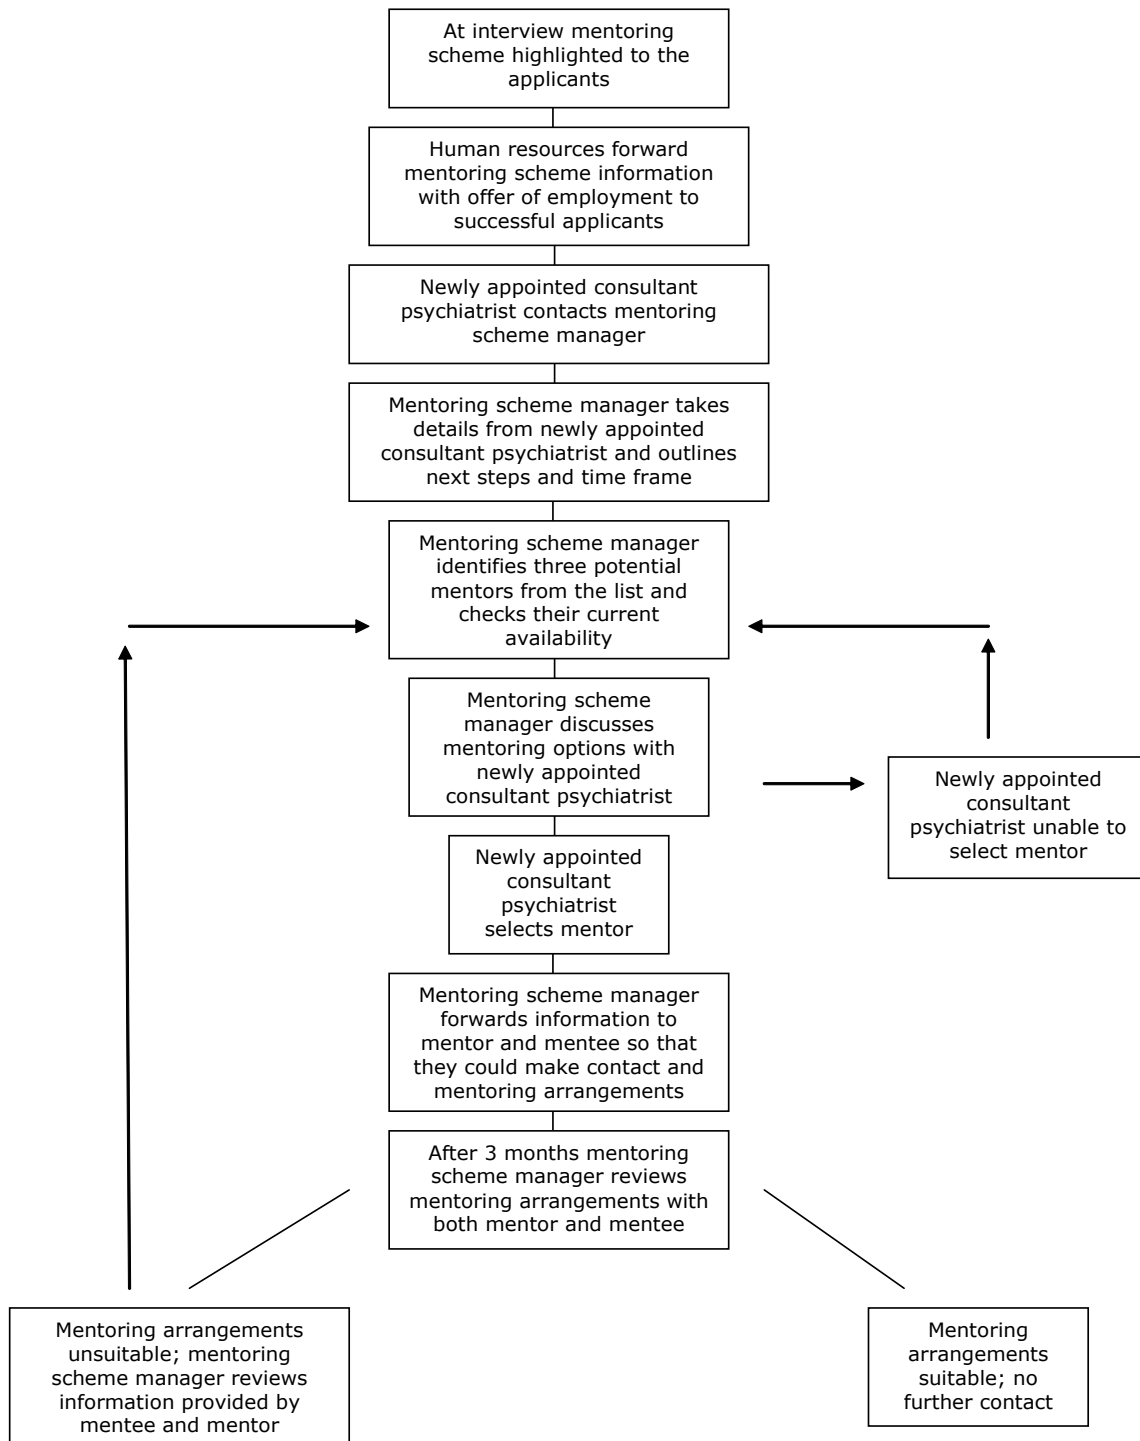 At interview mentoring
scheme highlighted to the
applicants
Human resources forward
mentoring scheme information
with offer of employment to
successful applicants
Newly appointed consultant
psychiatrist contacts mentoring
scheme manager
Mentoring scheme manager takes
details from newly appointed
consultant psychiatrist and outlines
next steps and time frame
Mentoring scheme manager
identifies three potential
mentors from the list and
checks their current
availability
Mentoring scheme
manager discusses
mentoring options with
newly appointed
consultant psychiatrist
Newly appointed
consultant
psychiatrist unable to
select mentor
Newly appointed
consultant
psychiatrist
selects mentor
Mentoring scheme manager
forwards information to
mentor and mentee so that
they could make contact and
mentoring arrangements
After 3 months mentoring
scheme manager reviews
mentoring arrangements with
both mentor and mentee
Mentoring arrangements
unsuitable; mentoring
scheme manager reviews
information provided by
mentee and mentor
Mentoring
arrangements
suitable; no
further contact